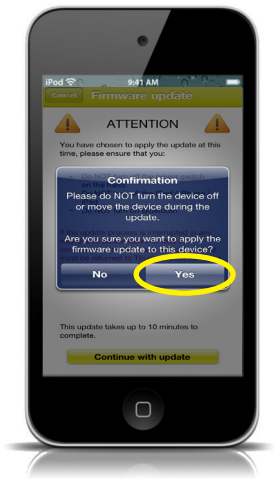 iPod 9:41 AM
Cancel Firmware update
ATTENTION
You have chosen to apply the update at this
time, please ensure that you:
Confirmation
Please do NOT turn the device off
or move the device during the
update.
Are you sure you want to apply the
firmware update to this device?
No Yes
This update takes up to 10 minutes to
complete.
Continue with update